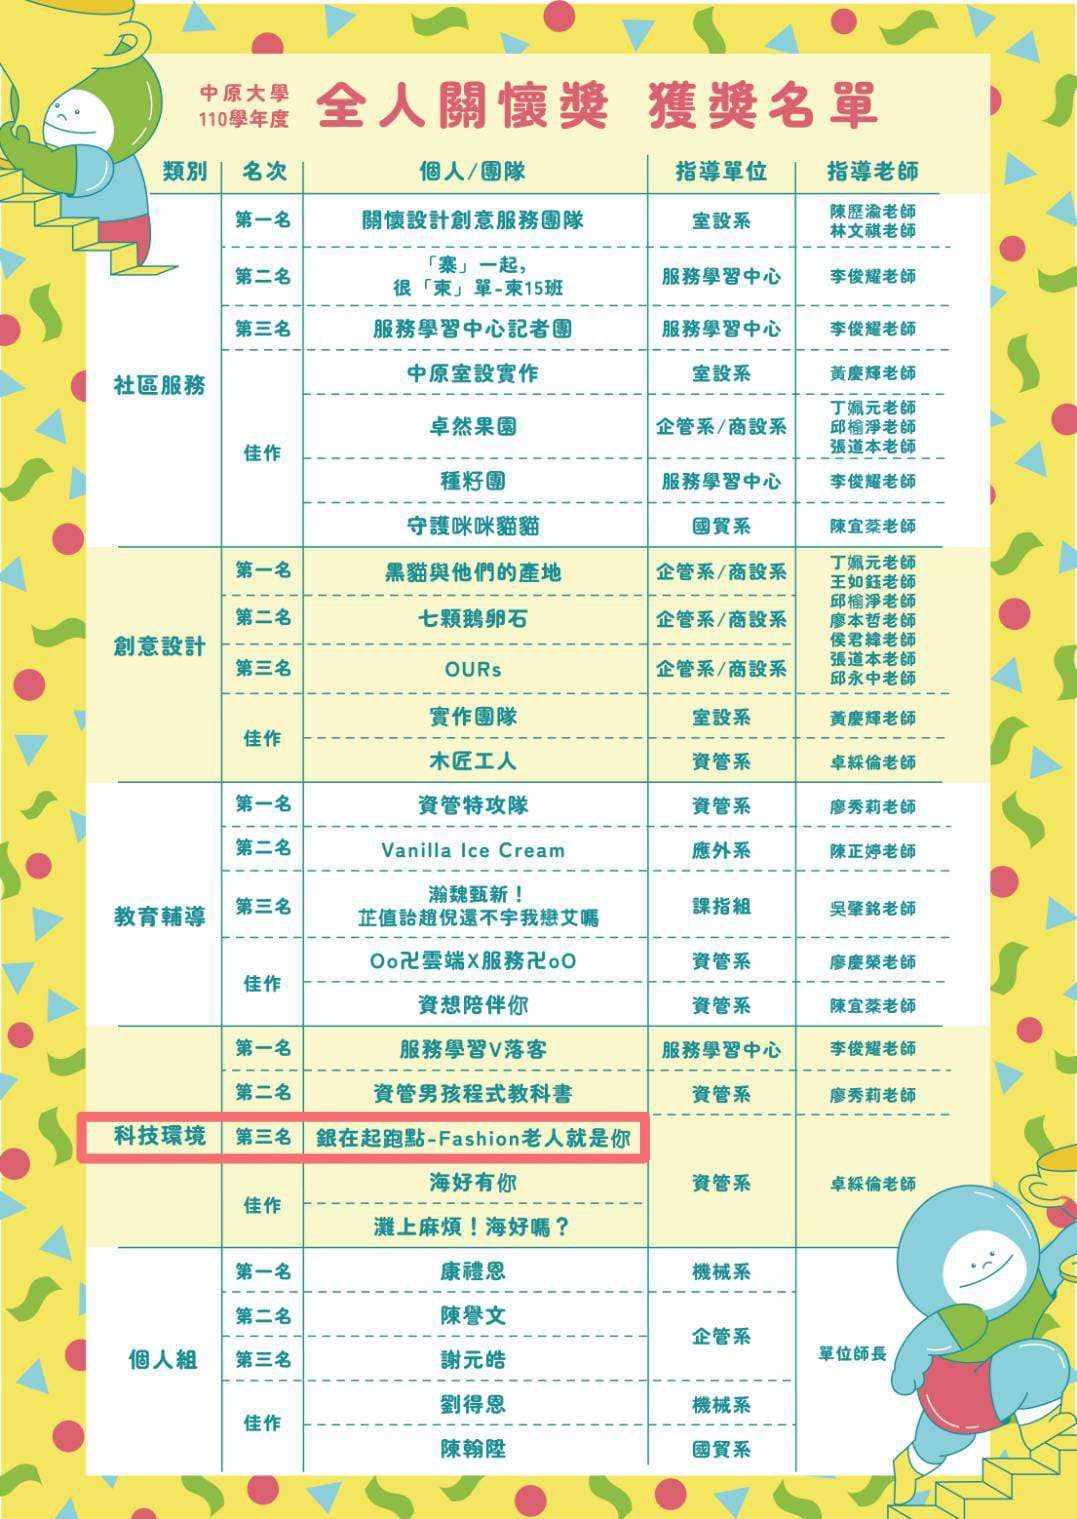 中原大學
110學年度
全人關懷獎 獲獎名單
類別 名次 個人/團隊 指導單位 指導老師
社區服務
第一名 關懷設計創意服務團隊 室設系 陳歷渝老師
林文祺老師
第二名 「寨」一起,
很「柬」單-柬15班 服務學習中心 李俊耀老師
第三名 服務學習中心記者團 服務學習中心 李俊耀老師
佳作
中原室設實作 室設系 黃慶輝老師
卓然果園 企管系/商設系 丁姵元老師
邱榆淨老師
張道本老師
種籽團 服務學習中心 李俊耀老師
守護咪咪貓貓 國貿系 陳宜棻老師
創意設計
第一名 黑貓與他們的產地 企管系/商設系
第二名 七顆鵝卵石 企管系/商設系
第三名 OURs 企管系/商設系
丁姵元老師
王如鈺老師
邱榆淨老師
廖本哲老師
侯君緯老師
張道本老師
邱永中老師
佳作
實作團隊 室設系 黃慶輝老師
木匠工人 資管系 卓綵倫老師
教育輔導
第一名 資管特攻隊 資管系 廖秀莉老師
第二名 Vanilla Ice Cream 應外系 陳正婷老師
第三名 瀚魏甄新!
芷值詒趙倪還不宇我戀艾嗎 課指組 吳肇銘老師
佳作
Oo卍雲端X服務卍oO 資管系 廖慶榮老師
資想陪伴你 資管系 陳宜棻老師
科技環境
第一名 服務學習V落客 服務學習中心 李俊耀老師
第二名 資管男孩程式教科書 資管系 廖秀莉老師
第三名 銀在起跑點-Fashion老人就是你
佳作
海好有你 資管系 卓綵倫老師
灘上麻煩!海好嗎?
個人組
第一名 康禮恩 機械系
第二名 陳譽文
企管系
第三名 謝元皓
單位師長
佳作
劉得恩 機械系
陳翰陞 國貿系